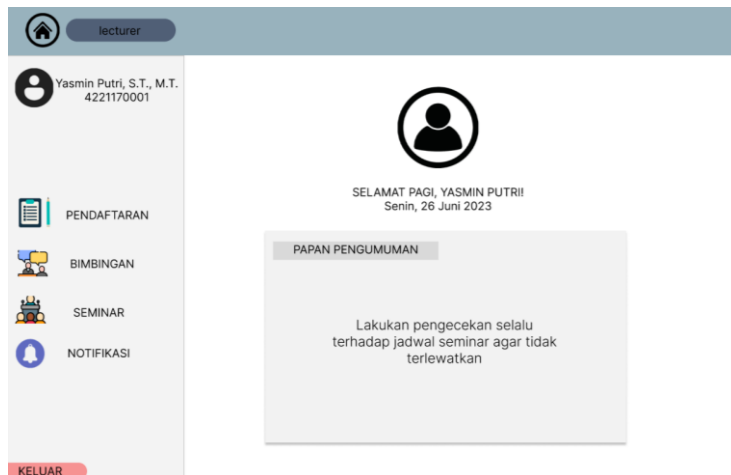 lecturer
Yasmin Putri, S.T., M.T.
4221170001
PENDAFTARAN
BIMBINGAN
SEMINAR
NOTIFIKASI
KELUAR
SELAMAT PAGI, YASMIN PUTRI!
Senin, 26 Juni 2023
PAPAN PENGUMUMAN
Lakukan pengecekan selalu
terhadap jadwal seminar agar tidak
terlewatkan